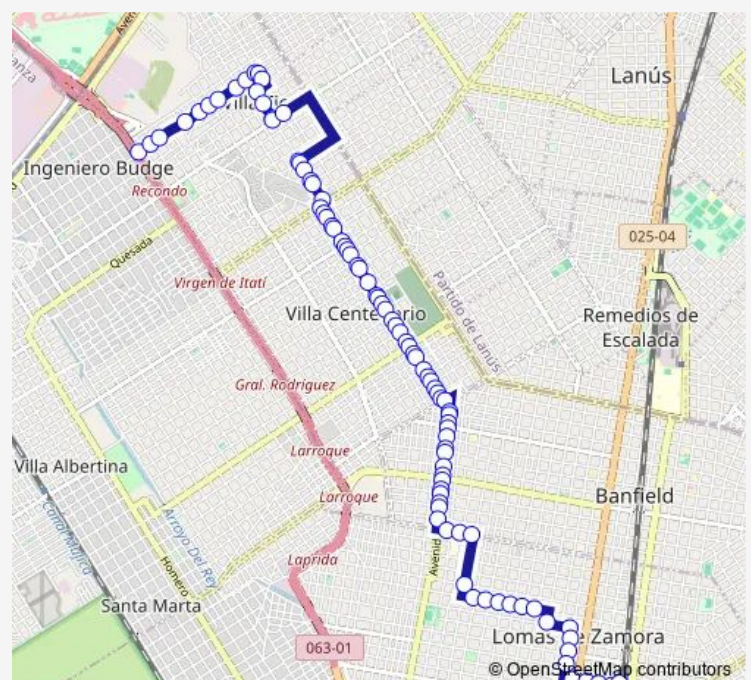 Lanús
Ingeniero Budge
Recondo
025-04
Quesada
Virgen de Itatí
Partido de Lanús
Villa Centenario
Remedios de
Escalada
Gral. Rodriguez
Larroque
Villa Albertina
Larroque
Banfield
Arroyo Del Rey
Laprida
Avenid
Homero
Santa Marta
Lomas de Zamora
063-01
© OpenStreetMap contributors